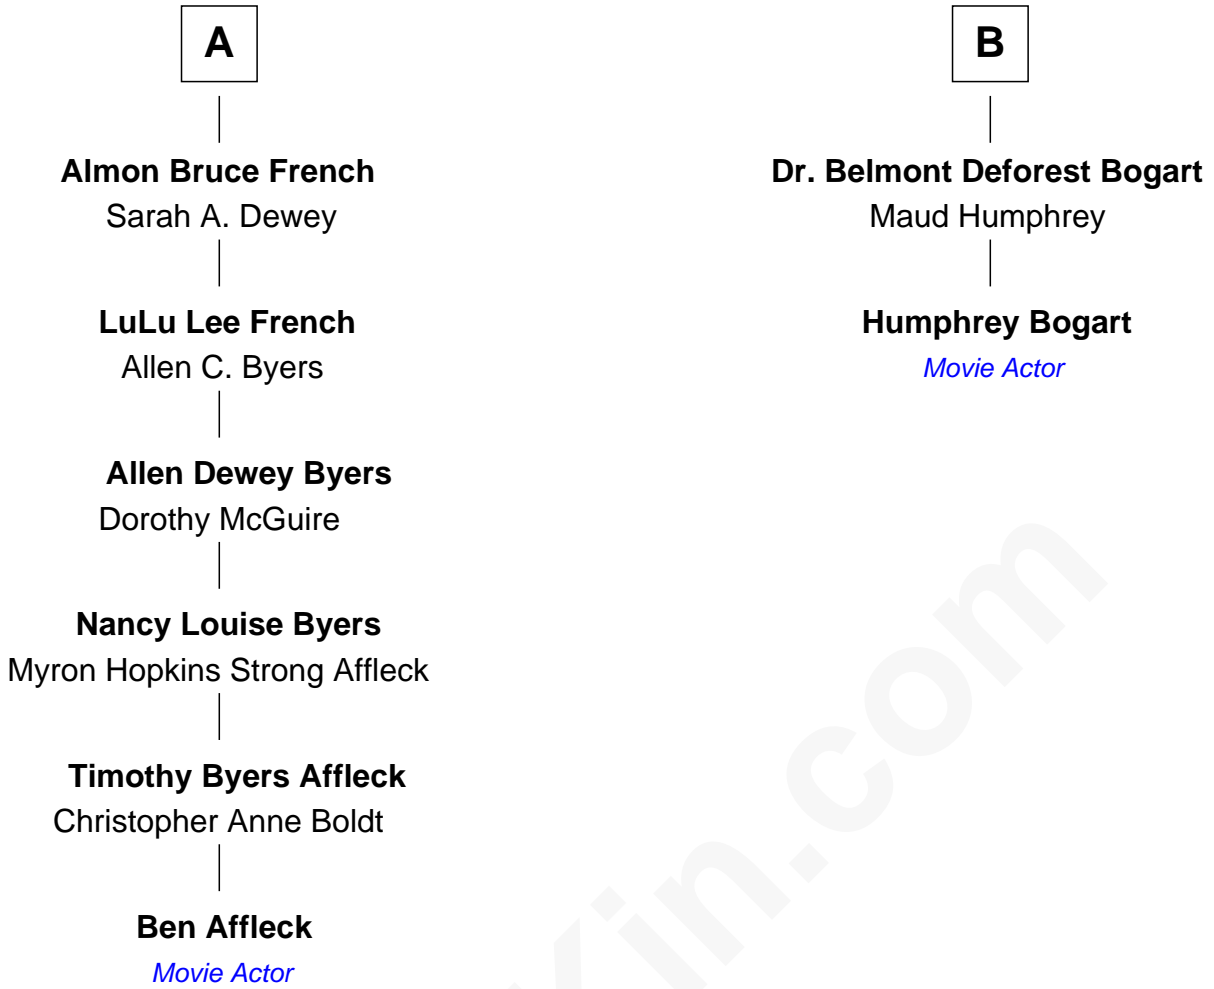 A
Almon Bruce French
Sarah A. Dewey
LuLu Lee French
Allen C. Byers
Allen Dewey Byers
Dorothy McGuire
Nancy Louise Byers
Myron Hopkins Strong Affleck
Timothy Byers Affleck
Christopher Anne Boldt
Ben Affleck
Movie Actor
B
Dr. Belmont Deforest Bogart
Maud Humphrey
Humphrey Bogart
Movie Actor
Kin.com